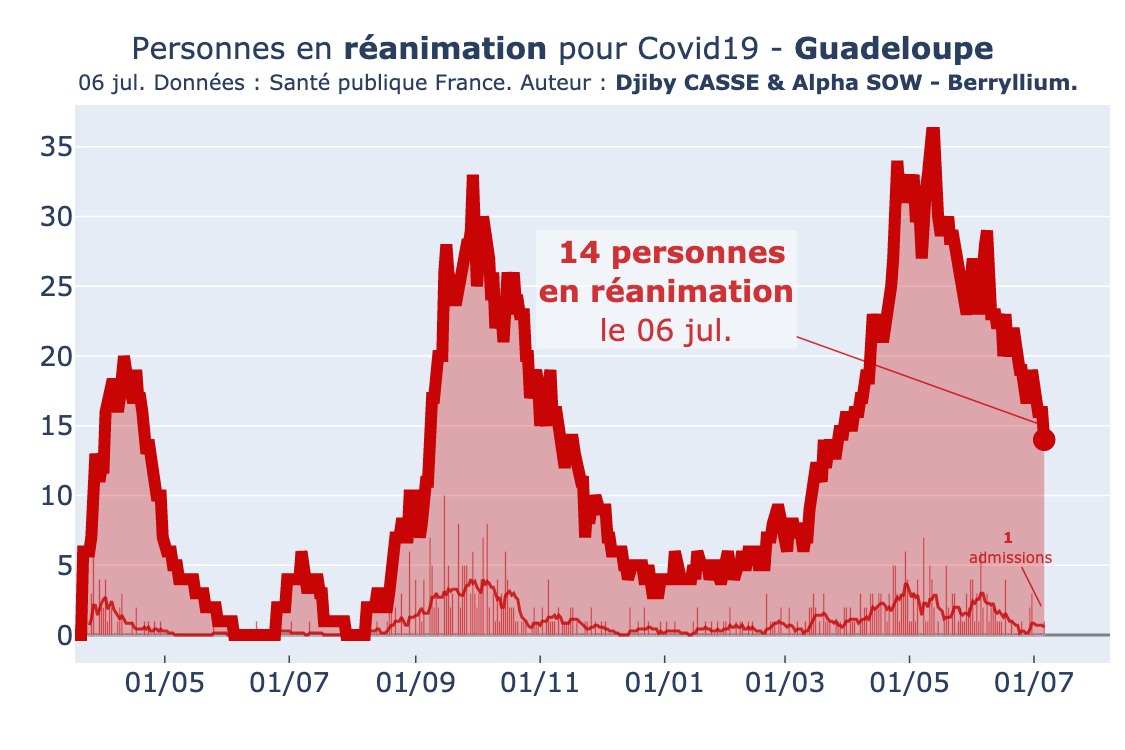 Personnes en réanimation pour Covid19 - Guadeloupe
06 jul. Données : Santé publique France. Auteur : Djiby CASSE & Alpha SOW - Berryllium.
35
30
25
20
15
10
5
0
14 personnes
en réanimation
le 06 jul.
1
admissions
01/05 01/07 01/09 01/11 01/01 01/03 01/05 01/07